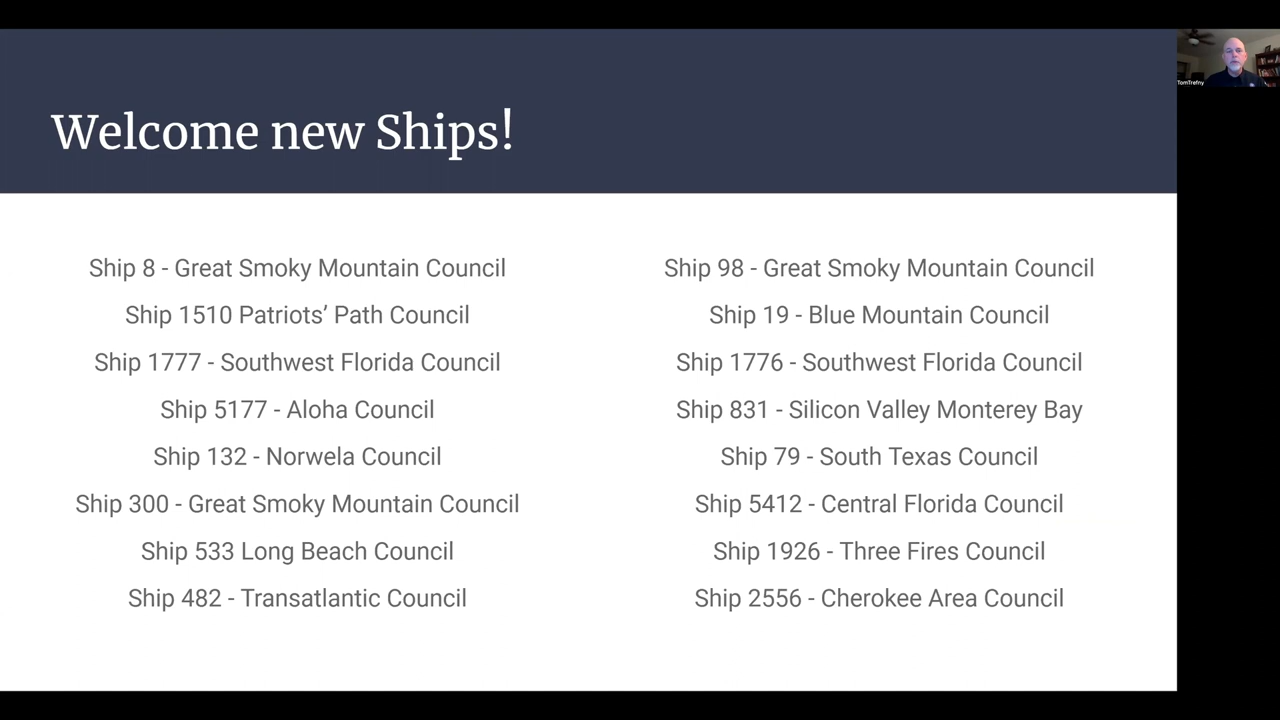 Welcome new Ships!
TomTrefny
Ship 8 - Great Smoky Mountain Council
Ship 1510 Patriots’ Path Council
Ship 1777 - Southwest Florida Council
Ship 5177 - Aloha Council
Ship 132 - Norwela Council
Ship 300 - Great Smoky Mountain Council
Ship 533 Long Beach Council
Ship 482 - Transatlantic Council
Ship 98 - Great Smoky Mountain Council
Ship 19 - Blue Mountain Council
Ship 1776 - Southwest Florida Council
Ship 831 - Silicon Valley Monterey Bay
Ship 79 - South Texas Council
Ship 5412 - Central Florida Council
Ship 1926 - Three Fires Council
Ship 2556 - Cherokee Area Council